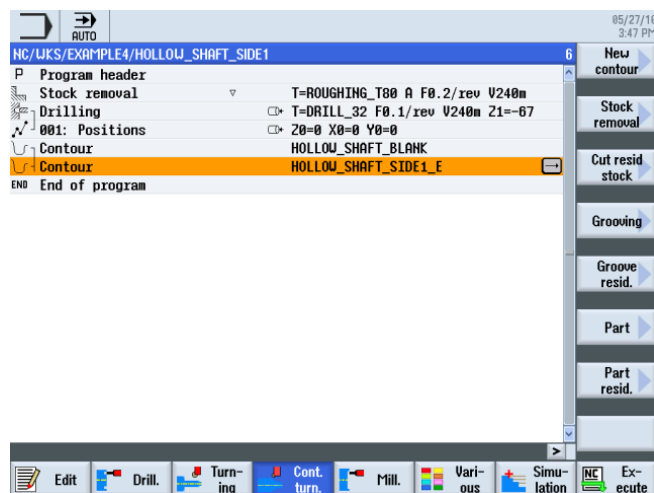 AUTO
05/27/16
3:47 PM
NC/WKS/EXAMPLE4/HOLLOW_SHAFT_SIDE1 6
P Program header
Stock removal ▽ T=ROUGHING_T80 A F0.2/rev V240m
Drilling T=DRILL_32 F0.1/rev V240m Z1=-67
001: Positions Z0=0 X0=0 Y0=0
Contour HOLLOW_SHAFT_BLANK
Contour HOLLOW_SHAFT_SIDE1_E
END End of program
New
contour
Stock
removal
Cut resid
stock
Grooving
Groove
resid.
Part
Part
resid.
>
Edit
Drill.
Turn-
ing
Cont.
turn.
Mill.
Vari-
ous
Simu-
lation
NC Ex-
ecute